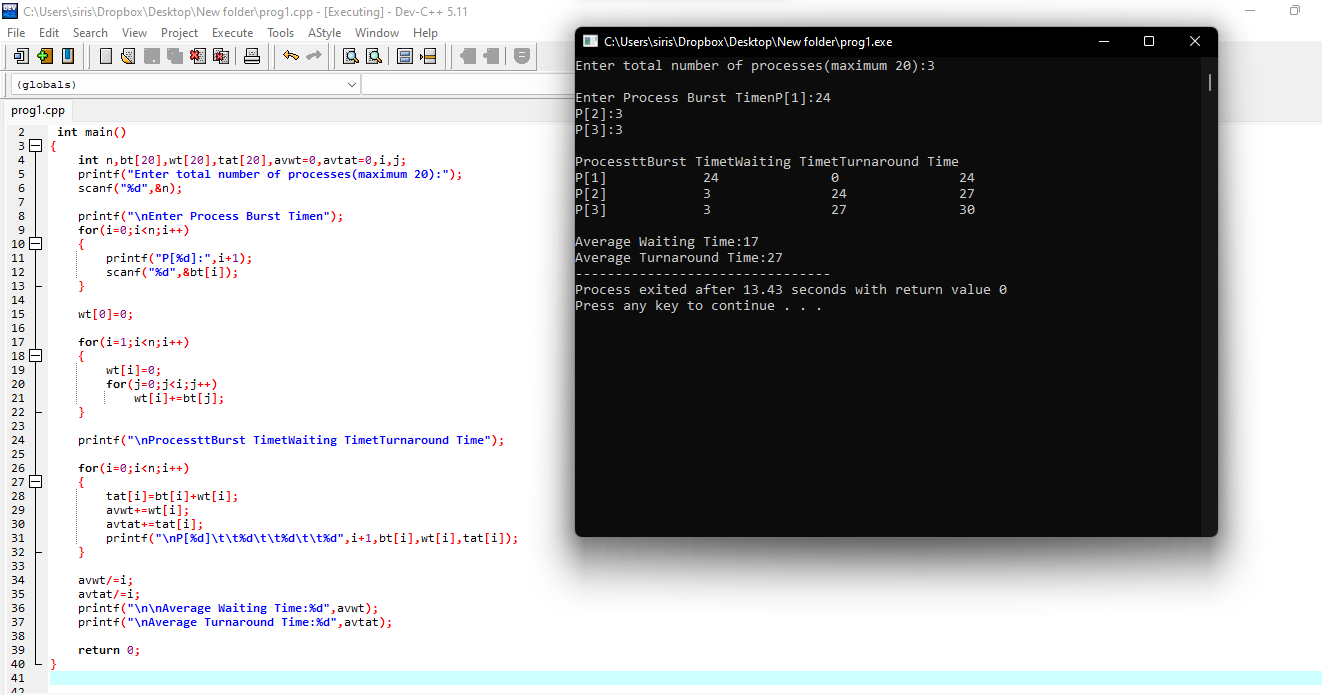 C:\Users\siris\Dropbox\Desktop\New folder\prog1.cpp - [Executing] - Dev-C++ 5.11
File Edit Search View Project Execute Tools AStyle Window Help
(globals)
prog1.cpp
2 int main()
3 {
4 int n,bt[20],wt[20],tat[20],avwt=0,avtat=0,i,j;
5 printf("Enter total number of processes(maximum 20):");
6 scanf("%d",&n);
7
8 printf("\nEnter Process Burst Timen");
9 for(i=0;i<n;i++)
10 {
11 printf("P[%d]:",i+1);
12 scanf("%d",&bt[i]);
13 }
14
15 wt[0]=0;
16
17 for(i=1;i<n;i++)
18 {
19 wt[i]=0;
20 for(j=0;j<i;j++)
21 wt[i]+=bt[j];
22 }
23
24 printf("\nProcessttBurst TimetWaiting TimetTurnaround Time");
25
26 for(i=0;i<n;i++)
27 {
28 tat[i]=bt[i]+wt[i];
29 avwt+=wt[i];
30 avtat+=tat[i];
31 printf("\nP[%d]\t\t%d\t\t%d\t\t%d",i+1,bt[i],wt[i],tat[i]);
32 }
33
34 avwt/=i;
35 avtat/=i;
36 printf("\n\nAverage Waiting Time:%d",avwt);
37 printf("\nAverage Turnaround Time:%d",avtat);
38
39 return 0;
40 }
41
42
C:\Users\siris\Dropbox\Desktop\New folder\prog1.exe
Enter total number of processes(maximum 20):3
Enter Process Burst TimenP[1]:24
P[2]:3
P[3]:3
ProcessttBurst TimetWaiting TimetTurnaround Time
P[1] 24 0 24
P[2] 3 24 27
P[3] 3 27 30
Average Waiting Time:17
Average Turnaround Time:27
--------------------------------
Process exited after 13.43 seconds with return value 0
Press any key to continue . . .